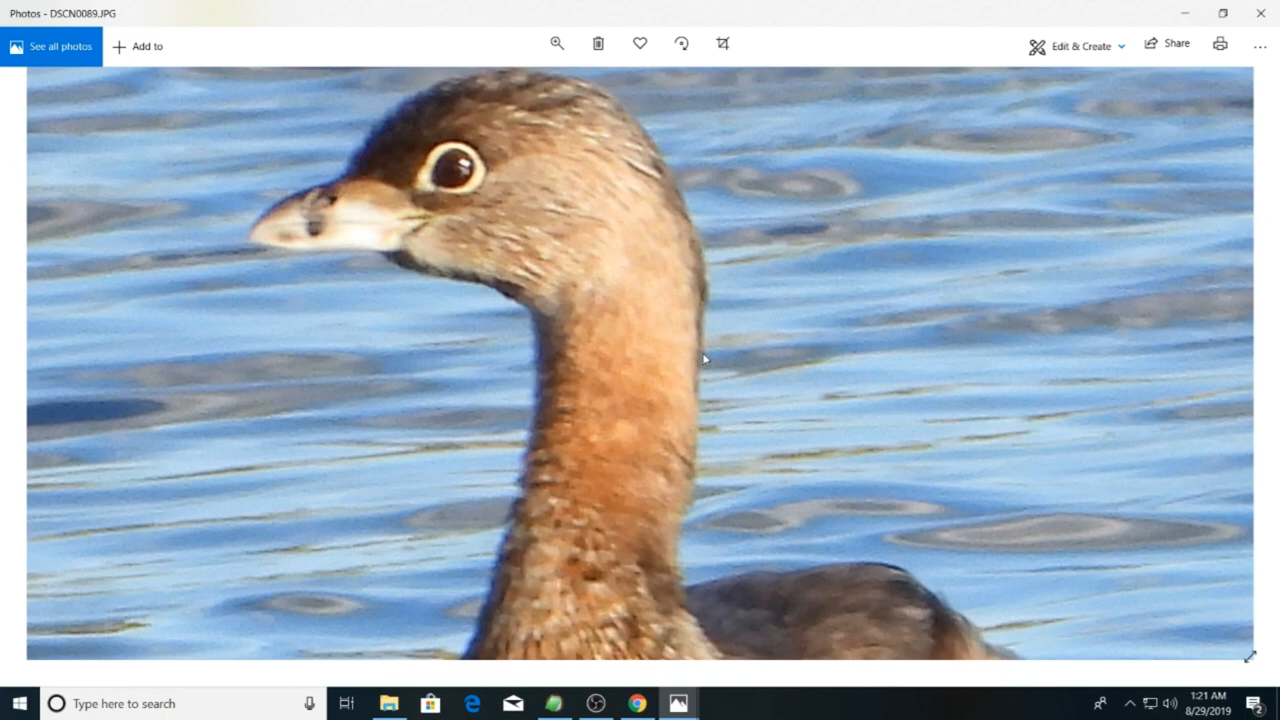 Photos - DSCN0089.JPG
See all photos
Add to
Edit & Create
Share
Type here to search
1:21 AM
8/29/2019
2